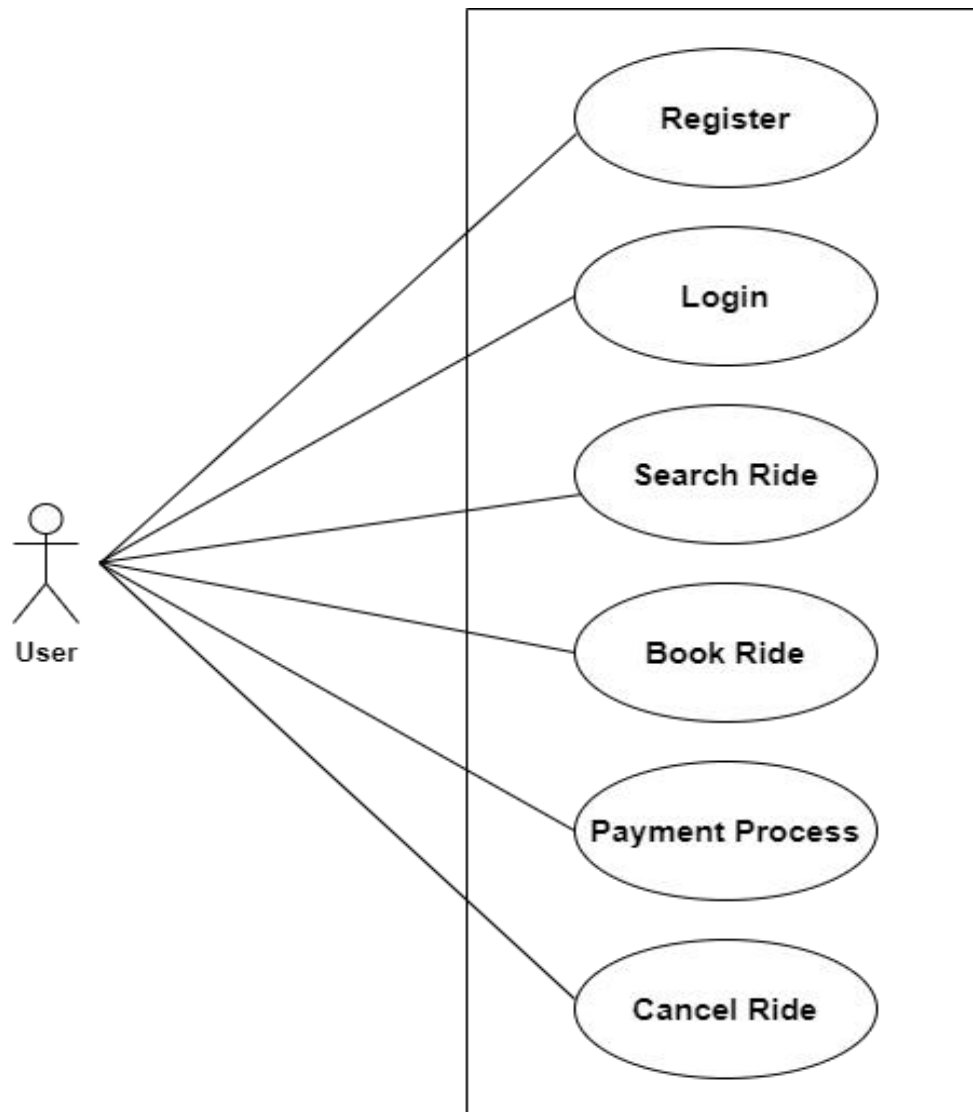 Register
Login
Search Ride
User
Book Ride
Payment Process
Cancel Ride